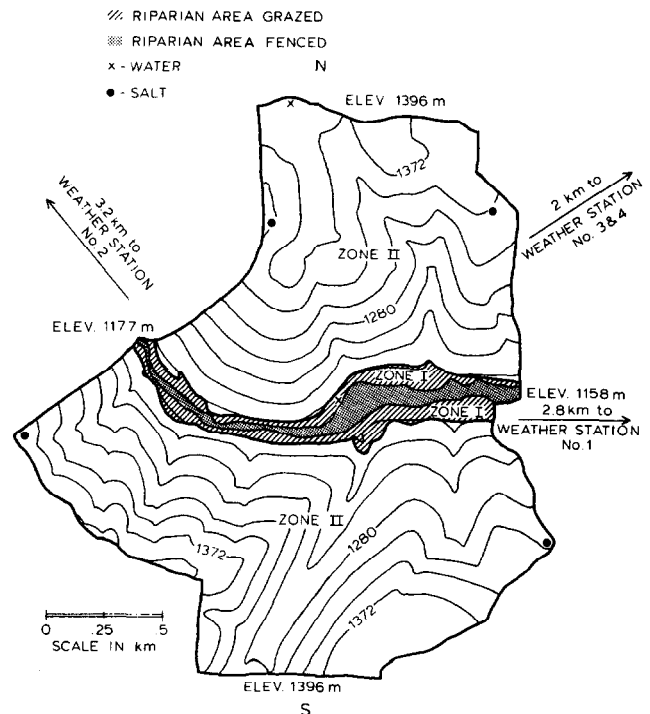 RIPARIAN AREA GRAZED
RIPARIAN AREA FENCED
x - WATER
N
● - SALT
ELEV. 1396 m
1372
3.2 km to
WEATHER STATION
No. 2
2 km to
WEATHER STATION
No. 3&4
ZONE II
1280
ELEV. 1177 m
ZONE I
ELEV. 1158 m
ZONE I
2.8 km to
WEATHER STATION
No. 1
ZONE II
1280
1372
1372
0 .25 .5
SCALE IN km
ELEV. 1396 m
S